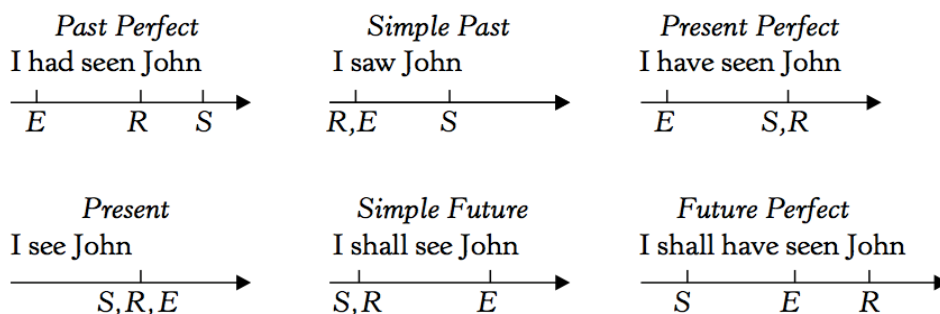 Past Perfect
I had seen John
E R S
Simple Past
I saw John
R,E S
Present Perfect
I have seen John
E S,R
Present
I see John
S,R,E
Simple Future
I shall see John
S,R E
Future Perfect
I shall have seen John
S E R